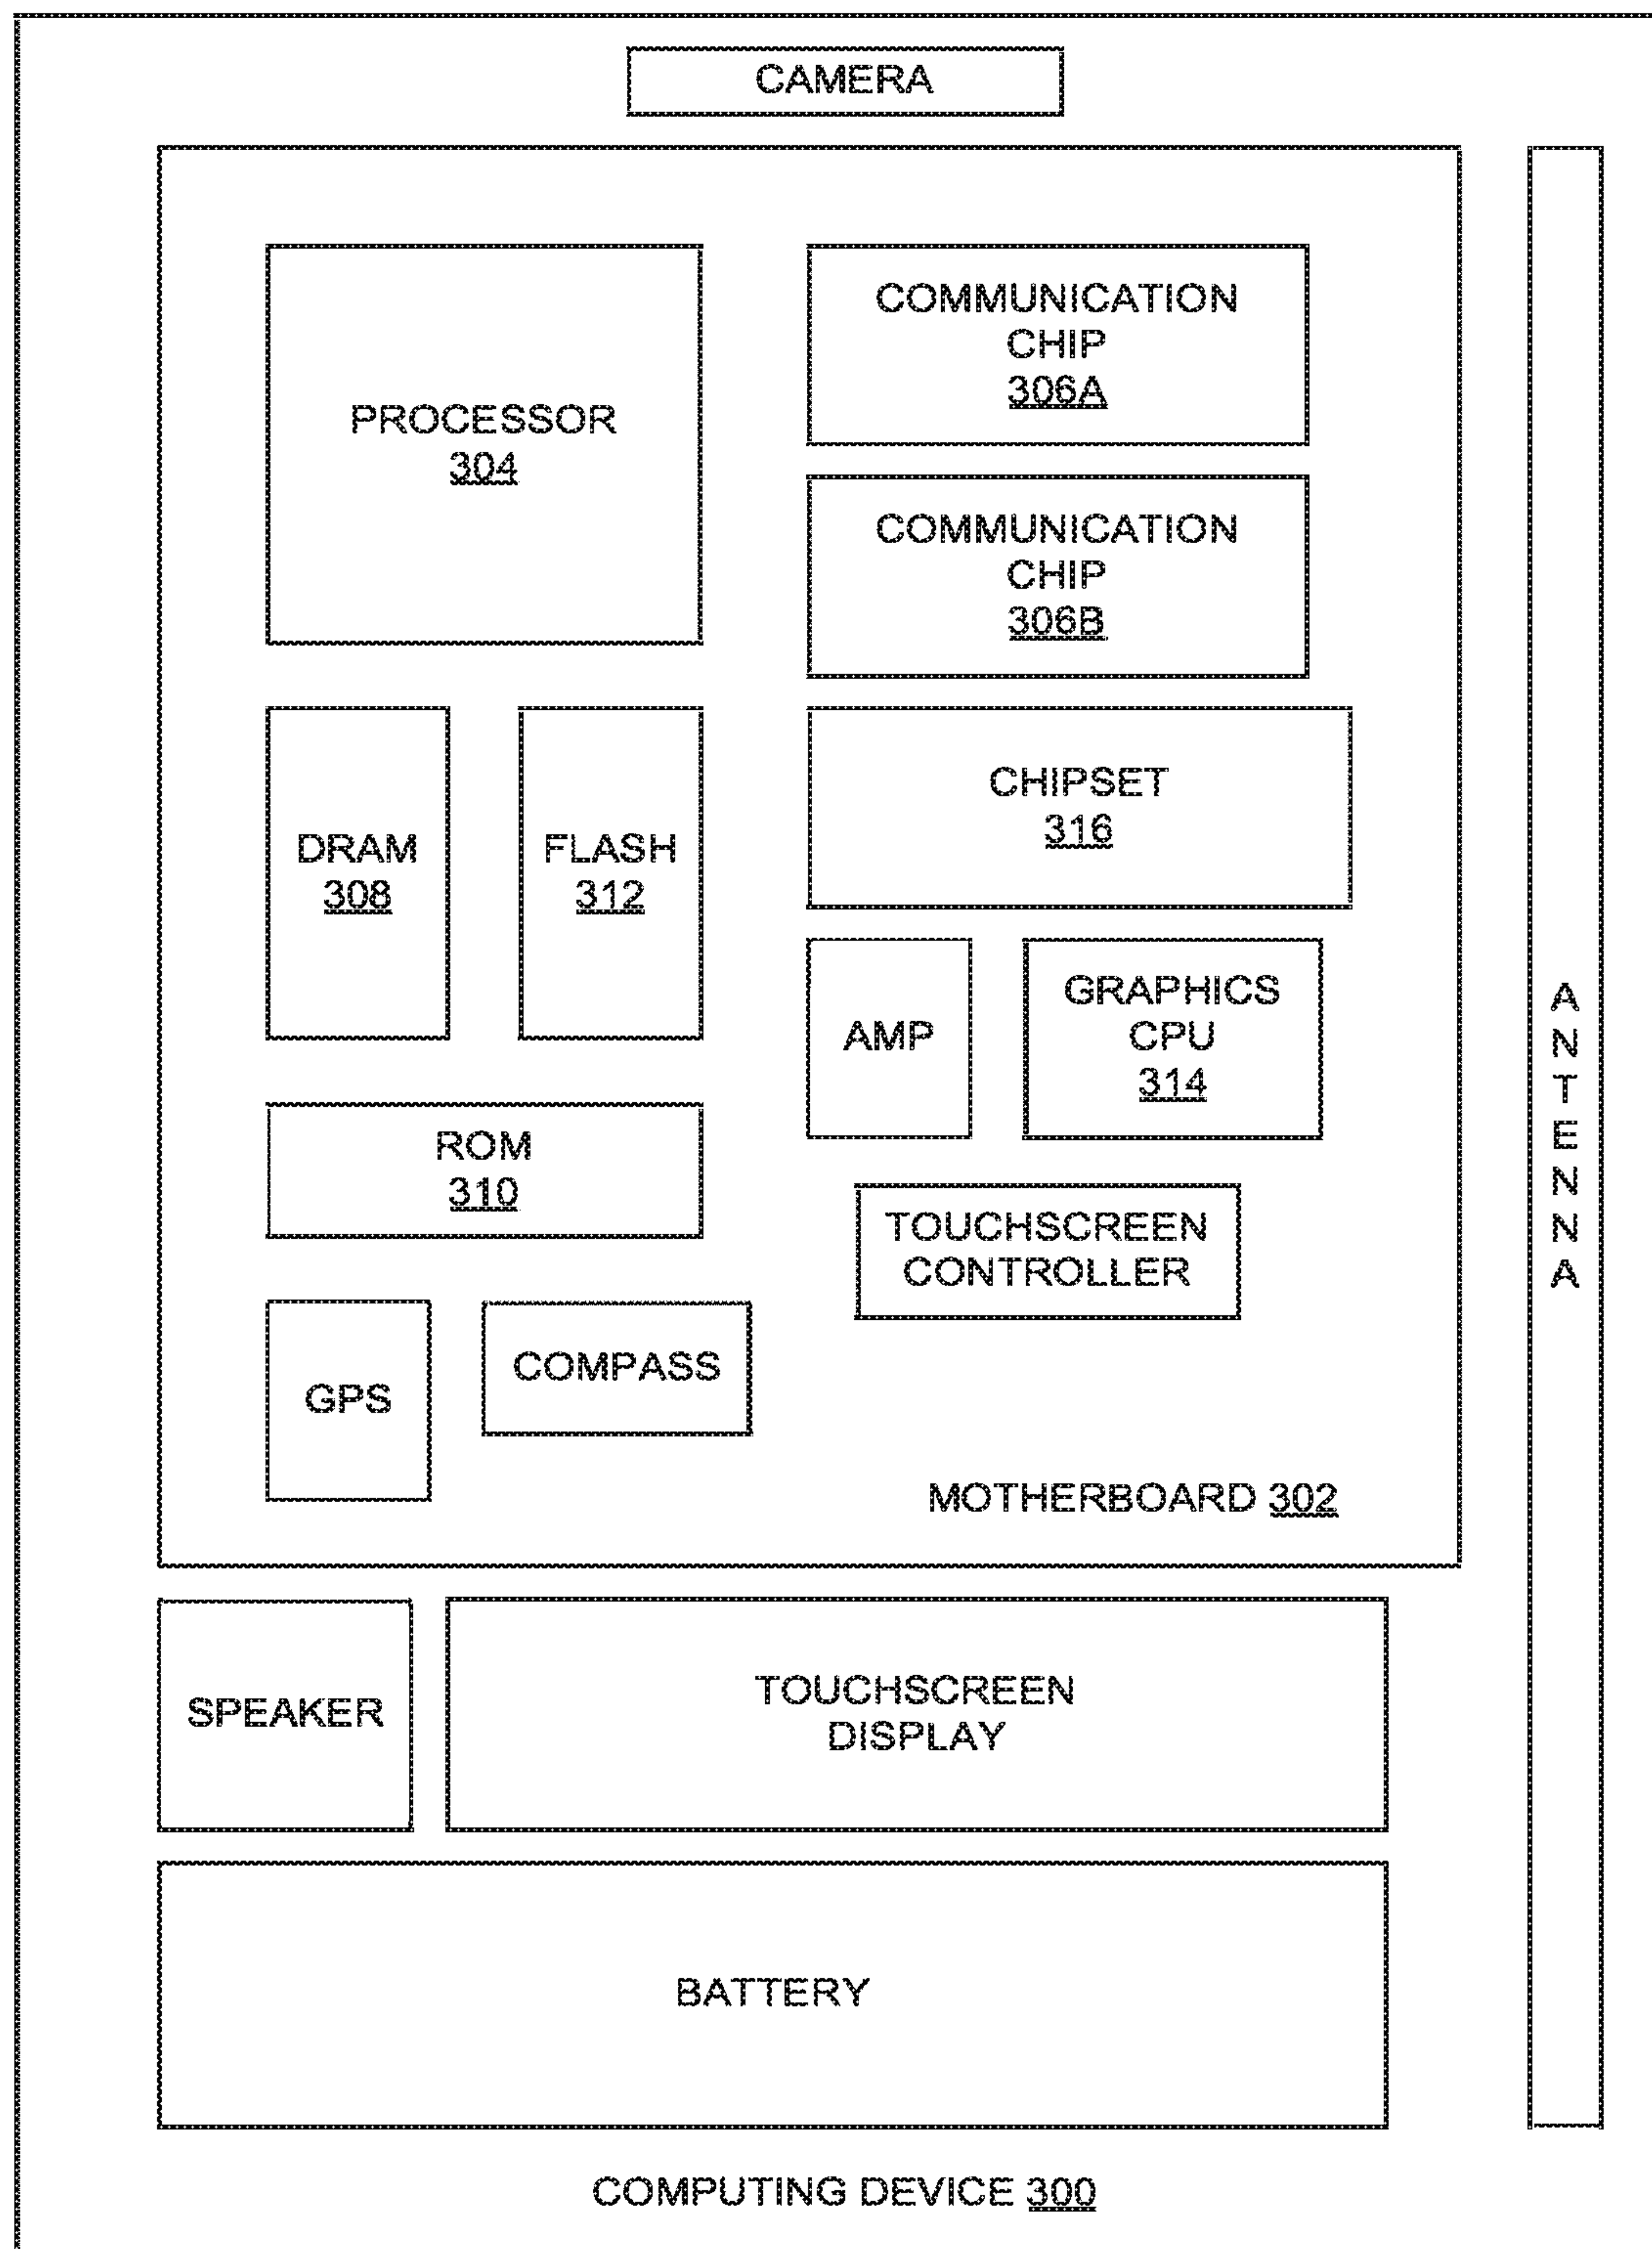 CAMERA
PROCESSOR
304
COMMUNICATION
CHIP
306A
COMMUNICATION
CHIP
306B
DRAM
308
FLASH
312
CHIPSET
316
AMP
GRAPHICS
CPU
314
ROM
310
TOUCHSCREEN
CONTROLLER
GPS
COMPASS
MOTHERBOARD 302
ANTENNA
SPEAKER
TOUCHSCREEN
DISPLAY
BATTERY
COMPUTING DEVICE 300